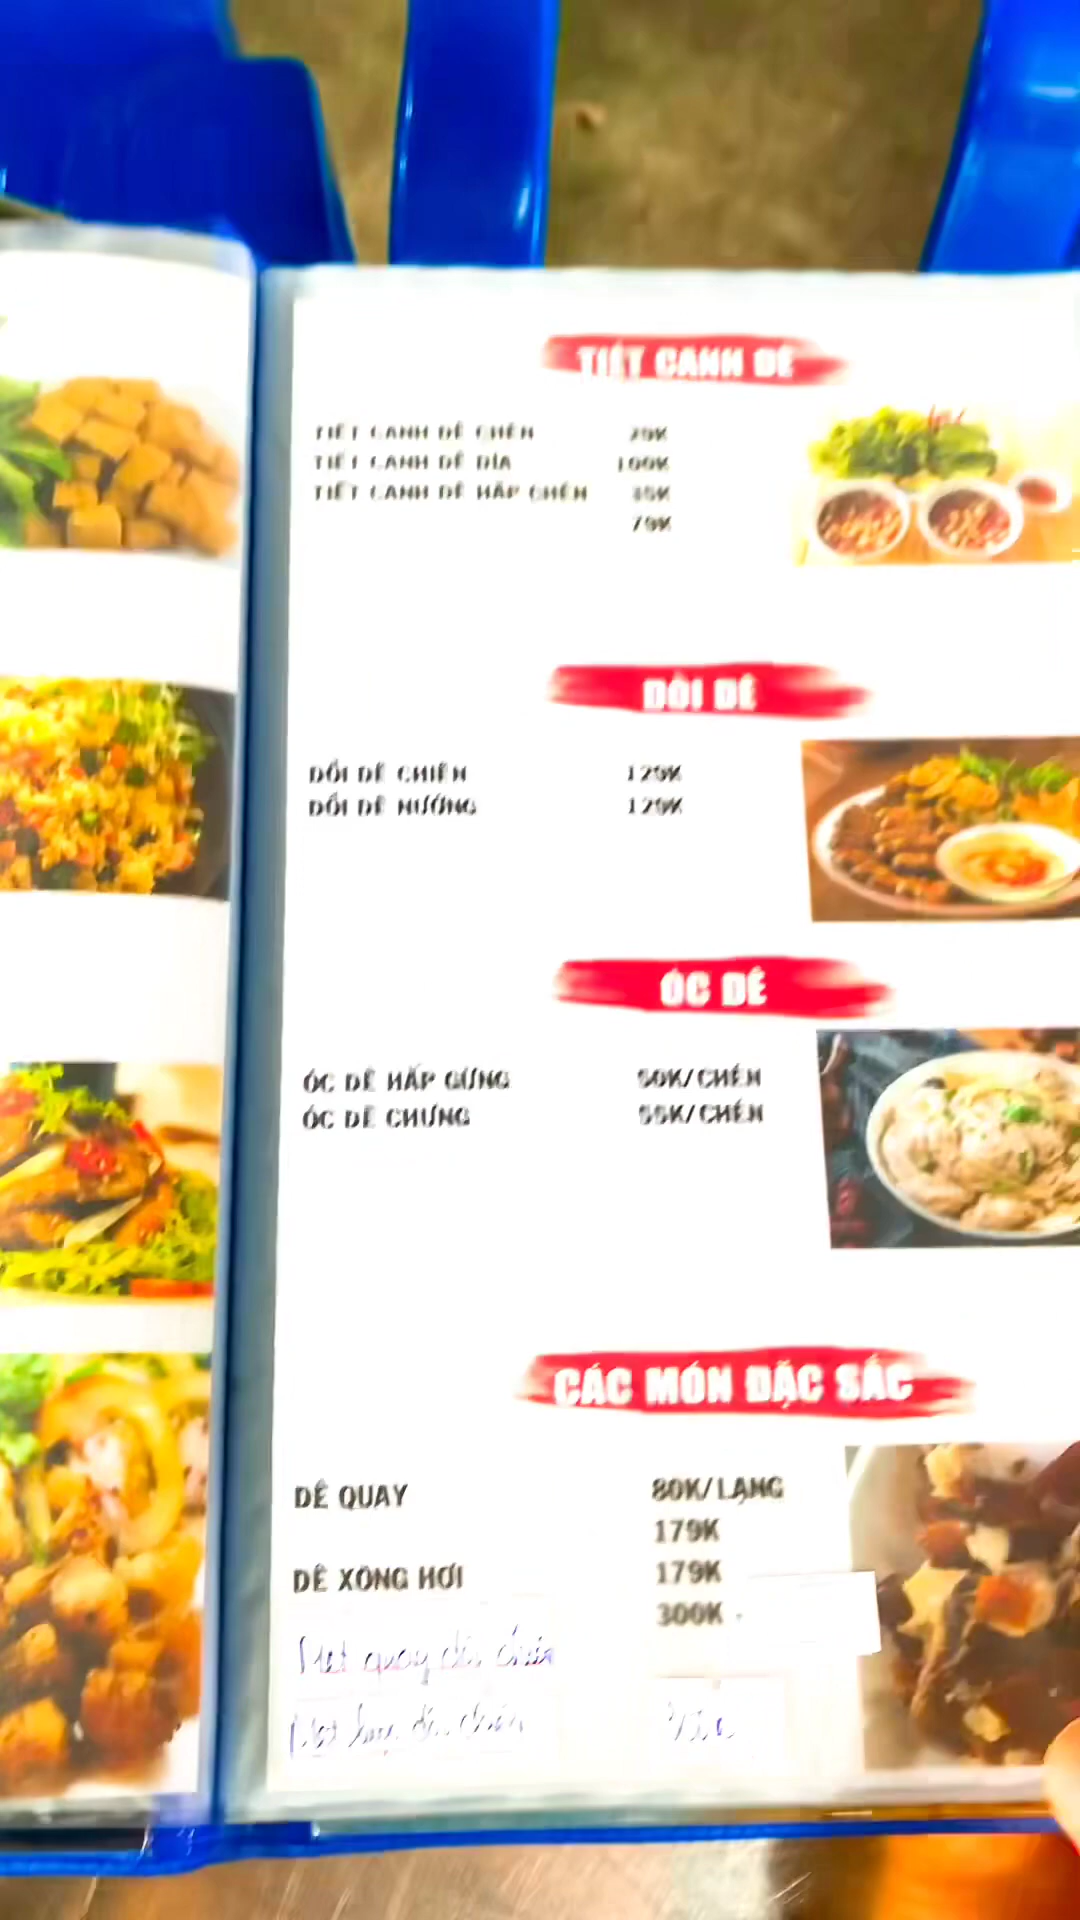 TIẾT CANH DÊ
TIẾT CANH DÊ CHÉN
TIẾT CANH DÊ DĨA 100K
TIẾT CANH DÊ HẤP CHÉN
79K
DỒI DÊ
DỒI DÊ CHIÊN 129K
DỒI DÊ NƯỚNG 129K
ÓC DÊ
ÓC DÊ HẤP GỪNG 50K/CHÉN
ÓC DÊ CHƯNG 55K/CHÉN
CÁC MÓN ĐẶC SẮC
DÊ QUAY 80K/LẠNG
179K
DÊ XÔNG HƠI 179K
300K